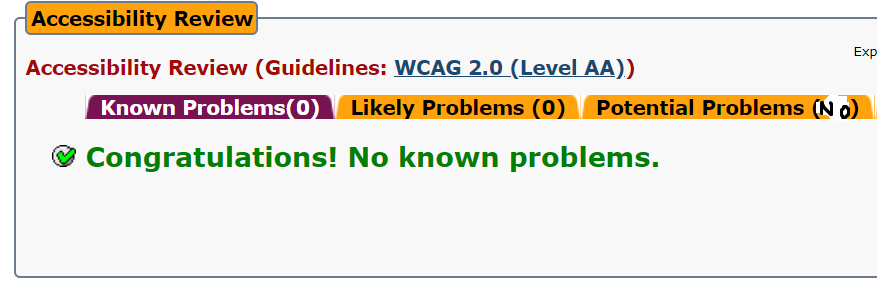 Accessibility Review
Exp
Accessibility Review (Guidelines: WCAG 2.0 (Level AA))
Known Problems(0) Likely Problems (0) Potential Problems (No)
Congratulations! No known problems.